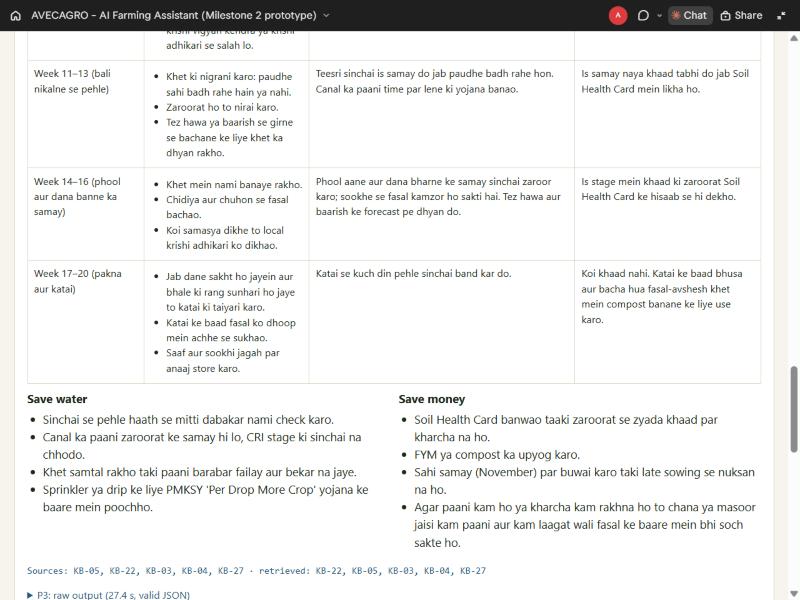 AVECAGRO – AI Farming Assistant (Milestone 2 prototype)
A
Chat
Share
krishi vigyan kendra ya krishi
adhikari se salah lo.
Week 11–13 (bali
nikalne se pehle)
• Khet ki nigrani karo: paudhe
sahi badh rahe hain ya nahi.
• Zaroorat ho to nirai karo.
• Tez hawa ya baarish se girne
se bachane ke liye khet ka
dhyan rakho.
Teesri sinchai is samay do jab paudhe badh rahe hon.
Canal ka paani time par lene ki yojana banao.
Is samay naya khaad tabhi do jab Soil
Health Card mein likha ho.
Week 14–16 (phool
aur dana banne ka
samay)
• Khet mein nami banaye rakho.
• Chidiya aur chuhon se fasal
bachao.
• Koi samasya dikhe to local
krishi adhikari ko dikhao.
Phool aane aur dana bharne ke samay sinchai zaroor
karo; sookhe se fasal kamzor ho sakti hai. Tez hawa aur
baarish ke forecast pe dhyan do.
Is stage mein khaad ki zaroorat Soil
Health Card ke hisaab se hi dekho.
Week 17–20 (pakna
aur katai)
• Jab dane sakht ho jayein aur
bhale ki rang sunhari ho jaye
to katai ki taiyari karo.
• Katai ke baad fasal ko dhoop
mein achhe se sukhao.
• Saaf aur sookhi jagah par
anaaj store karo.
Katai se kuch din pehle sinchai band kar do.
Koi khaad nahi. Katai ke baad bhusa
aur bacha hua fasal-avshesh khet
mein compost banane ke liye use
karo.
Save water
• Sinchai se pehle haath se mitti dabakar nami check karo.
• Canal ka paani zaroorat ke samay hi lo, CRI stage ki sinchai na
chhodo.
• Khet samtal rakho taki paani barabar failay aur bekar na jaye.
• Sprinkler ya drip ke liye PMKSY 'Per Drop More Crop' yojana ke
baare mein poochho.
Save money
• Soil Health Card banwao taaki zaroorat se zyada khaad par
kharcha na ho.
• FYM ya compost ka upyog karo.
• Sahi samay (November) par buwai karo taki late sowing se nuksan
na ho.
• Agar paani kam ho ya kharcha kam rakhna ho to chana ya masoor
jaisi kam paani aur kam laagat wali fasal ke baare mein bhi soch
sakte ho.
Sources: KB-05, KB-22, KB-03, KB-04, KB-27 · retrieved: KB-22, KB-05, KB-03, KB-04, KB-27
▶ P3: raw output (27.4 s, valid JSON)